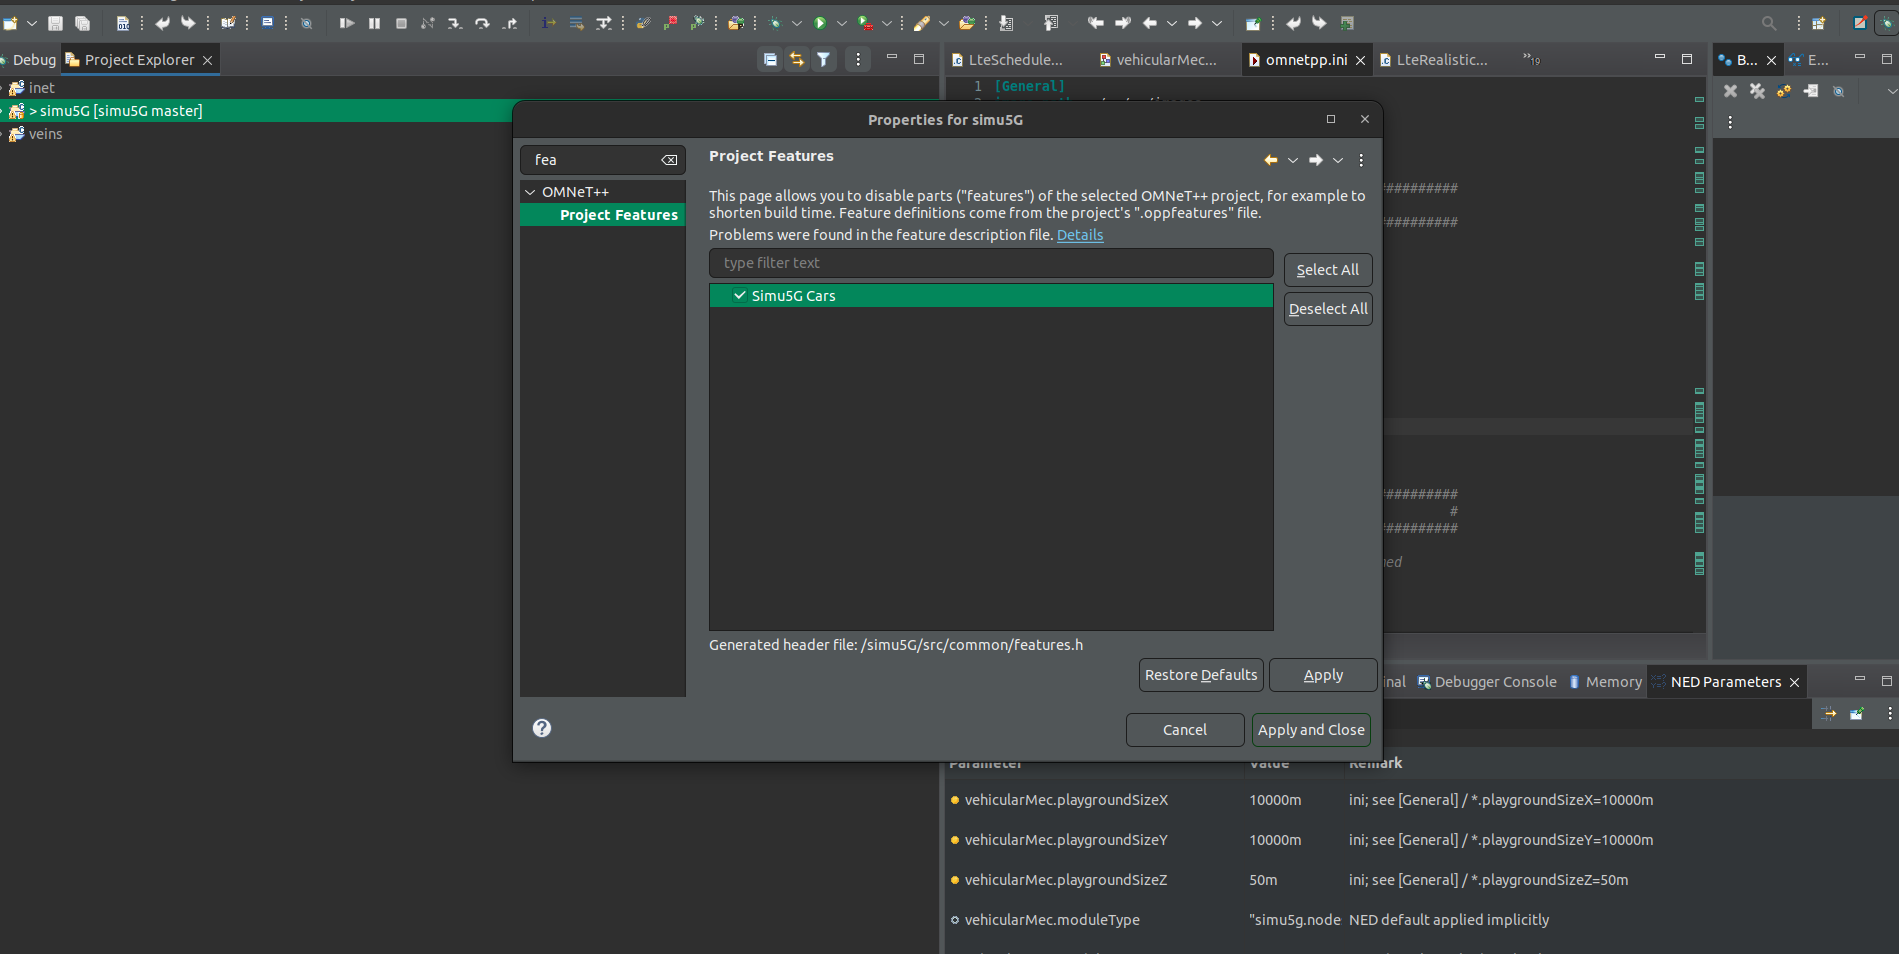 Debug
Project Explorer
LteSchedule...
vehicularMec...
omnetpp.ini
LteRealistic...
»19
B...
E...
inet
> simu5G [simu5G master]
veins
1 [General]
Properties for simu5G
fea
OMNeT++
Project Features
Project Features
This page allows you to disable parts ("features") of the selected OMNeT++ project, for example to
shorten build time. Feature definitions come from the project's ".oppfeatures" file.
Problems were found in the feature description file. Details
type filter text
Select All
Simu5G Cars
Deselect All
##########
##########
##########
#
##########
Generated header file: /simu5G/src/common/features.h
Restore Defaults
Apply
Cancel
Apply and Close
Debugger Console
Memory
NED Parameters
Parameter Value Remark
vehicularMec.playgroundSizeX 10000m ini; see [General] / *.playgroundSizeX=10000m
vehicularMec.playgroundSizeY 10000m ini; see [General] / *.playgroundSizeY=10000m
vehicularMec.playgroundSizeZ 50m ini; see [General] / *.playgroundSizeZ=50m
vehicularMec.moduleType "simu5g.node NED default applied implicitly